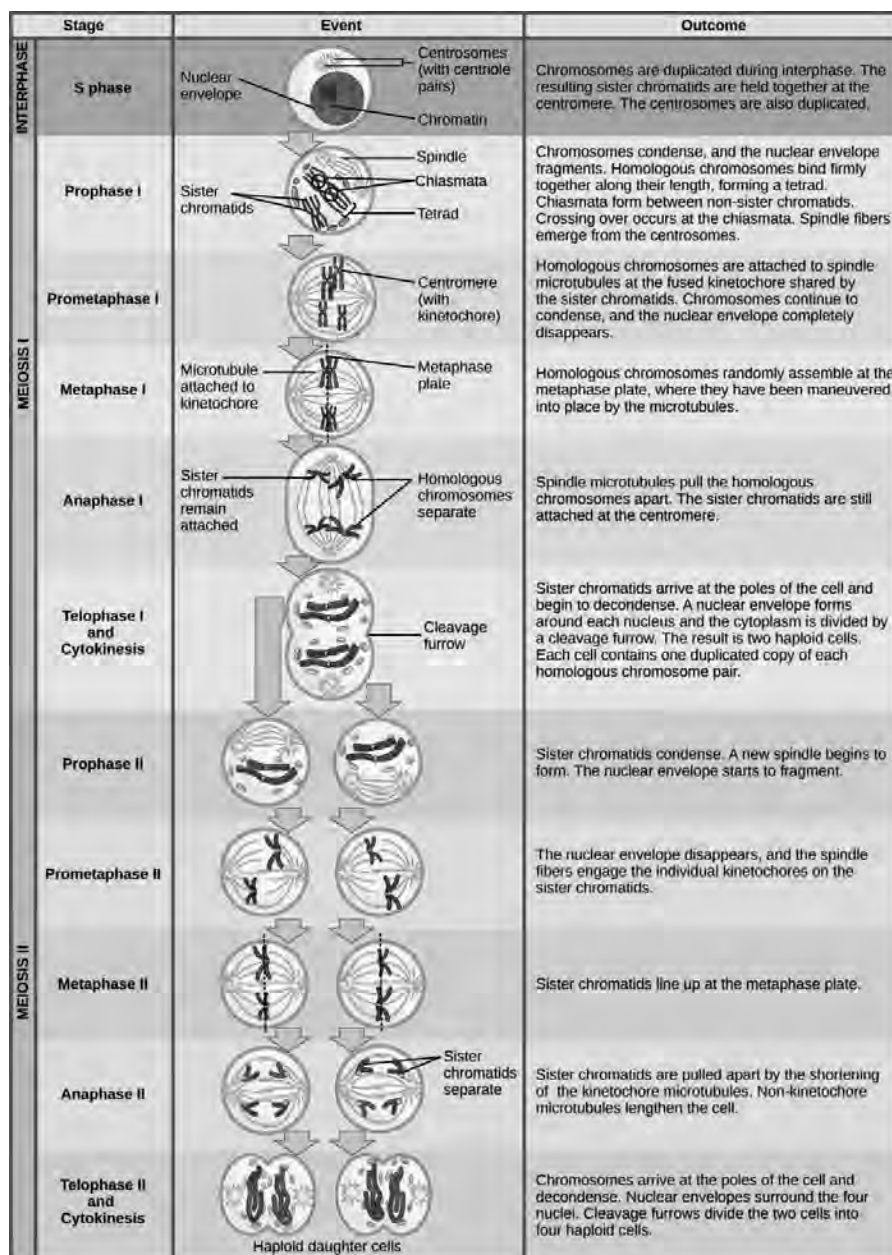 Stage Event Outcome
INTERPHASE
S phase
Nuclear
envelope
Centrosomes
(with centriole
pairs)
Chromatin
Chromosomes are duplicated during interphase. The
resulting sister chromatids are held together at the
centromere. The centrosomes are also duplicated.
MEIOSIS I
Prophase I
Sister
chromatids
Spindle
Chiasmata
Tetrad
Chromosomes condense, and the nuclear envelope
fragments. Homologous chromosomes bind firmly
together along their length, forming a tetrad.
Chiasmata form between non-sister chromatids.
Crossing over occurs at the chiasmata. Spindle fibers
emerge from the centrosomes.
Prometaphase I
Centromere
(with
kinetochore)
Homologous chromosomes are attached to spindle
microtubules at the fused kinetochore shared by
the sister chromatids. Chromosomes continue to
condense, and the nuclear envelope completely
disappears.
Metaphase I
Microtubule
attached to
kinetochore
Metaphase
plate
Homologous chromosomes randomly assemble at the
metaphase plate, where they have been maneuvered
into place by the microtubules.
Anaphase I
Sister
chromatids
remain
attached
Homologous
chromosomes
separate
Spindle microtubules pull the homologous
chromosomes apart. The sister chromatids are still
attached at the centromere.
Telophase I
and
Cytokinesis
Cleavage
furrow
Sister chromatids arrive at the poles of the cell and
begin to decondense. A nuclear envelope forms
around each nucleus and the cytoplasm is divided by
a cleavage furrow. The result is two haploid cells.
Each cell contains one duplicated copy of each
homologous chromosome pair.
MEIOSIS II
Prophase II
Sister chromatids condense. A new spindle begins to
form. The nuclear envelope starts to fragment.
Prometaphase II
The nuclear envelope disappears, and the spindle
fibers engage the individual kinetochores on the
sister chromatids.
Metaphase II
Sister chromatids line up at the metaphase plate.
Anaphase II
Sister
chromatids
separate
Sister chromatids are pulled apart by the shortening
of the kinetochore microtubules. Non-kinetochore
microtubules lengthen the cell.
Telophase II
and
Cytokinesis
Haploid daughter cells
Chromosomes arrive at the poles of the cell and
decondense. Nuclear envelopes surround the four
nuclei. Cleavage furrows divide the two cells into
four haploid cells.